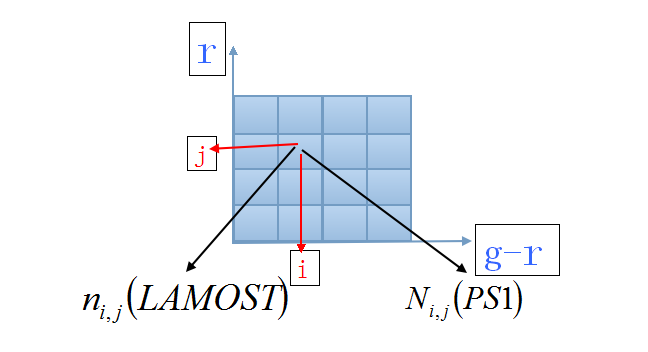 r
j
g-r
i
n_{i,j}(LAMOST)
N_{i,j}(PS1)